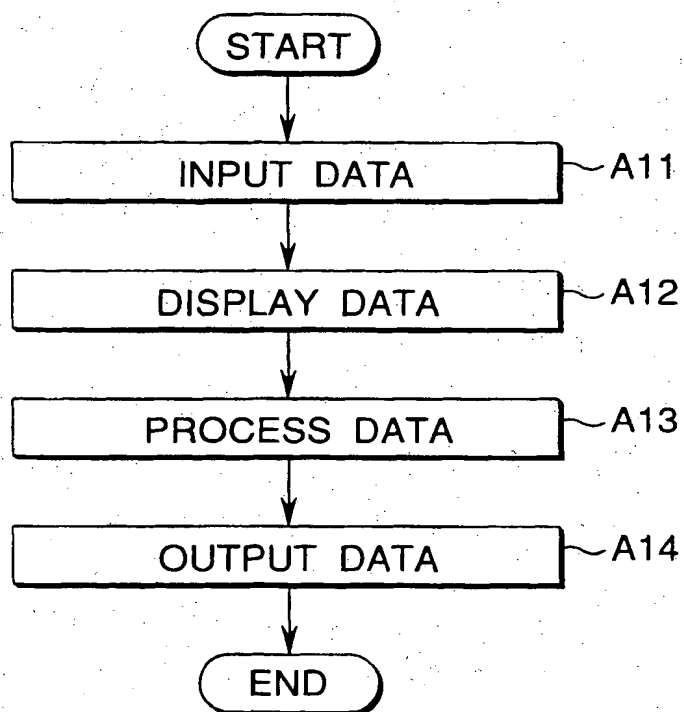 START
INPUT DATA A11
DISPLAY DATA A12
PROCESS DATA A13
OUTPUT DATA A14
END